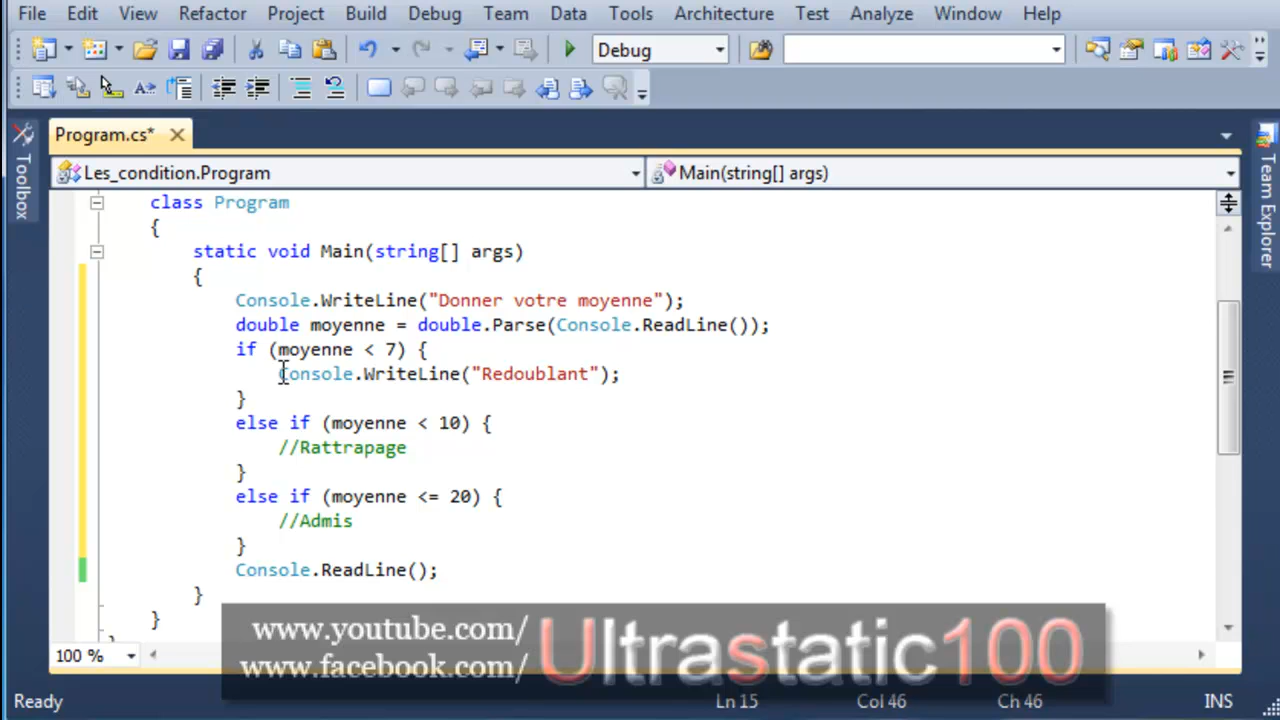 File Edit View Refactor Project Build Debug Team Data Tools Architecture Test Analyze Window Help
Debug
Program.cs*
Les_condition.Program Main(string[] args)
Toolbox
Team Explorer
class Program
{
static void Main(string[] args)
{
Console.WriteLine("Donner votre moyenne");
double moyenne = double.Parse(Console.ReadLine());
if (moyenne < 7) {
Console.WriteLine("Redoublant");
}
else if (moyenne < 10) {
//Rattrapage
}
else if (moyenne <= 20) {
//Admis
}
Console.ReadLine();
}
}
100 %
www.youtube.com/
www.facebook.com/
Ultrastatic100
Ready Ln 15 Col 46 Ch 46 INS